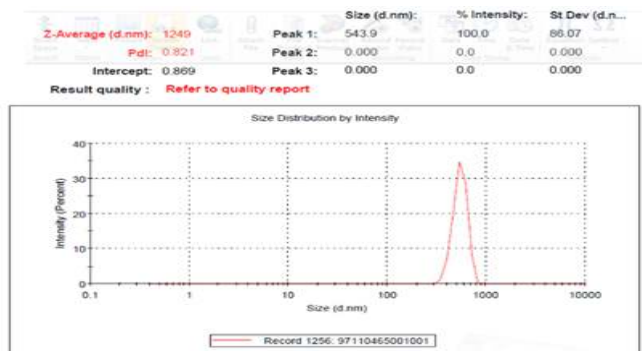 Size (d.nm): % Intensity: St Dev (d.n...
Z-Average (d.nm): 1249 Peak 1: 543.9 100.0 86.07
PdI: 0.821 Peak 2: 0.000 0.0 0.000
Intercept: 0.869 Peak 3: 0.000 0.0 0.000
Result quality : Refer to quality report
Size Distribution by Intensity
Intensity (Percent)
40
30
20
10
0
0.1 1 10 100 1000 10000
Size (d.nm)
Record 1256: 97110465001001